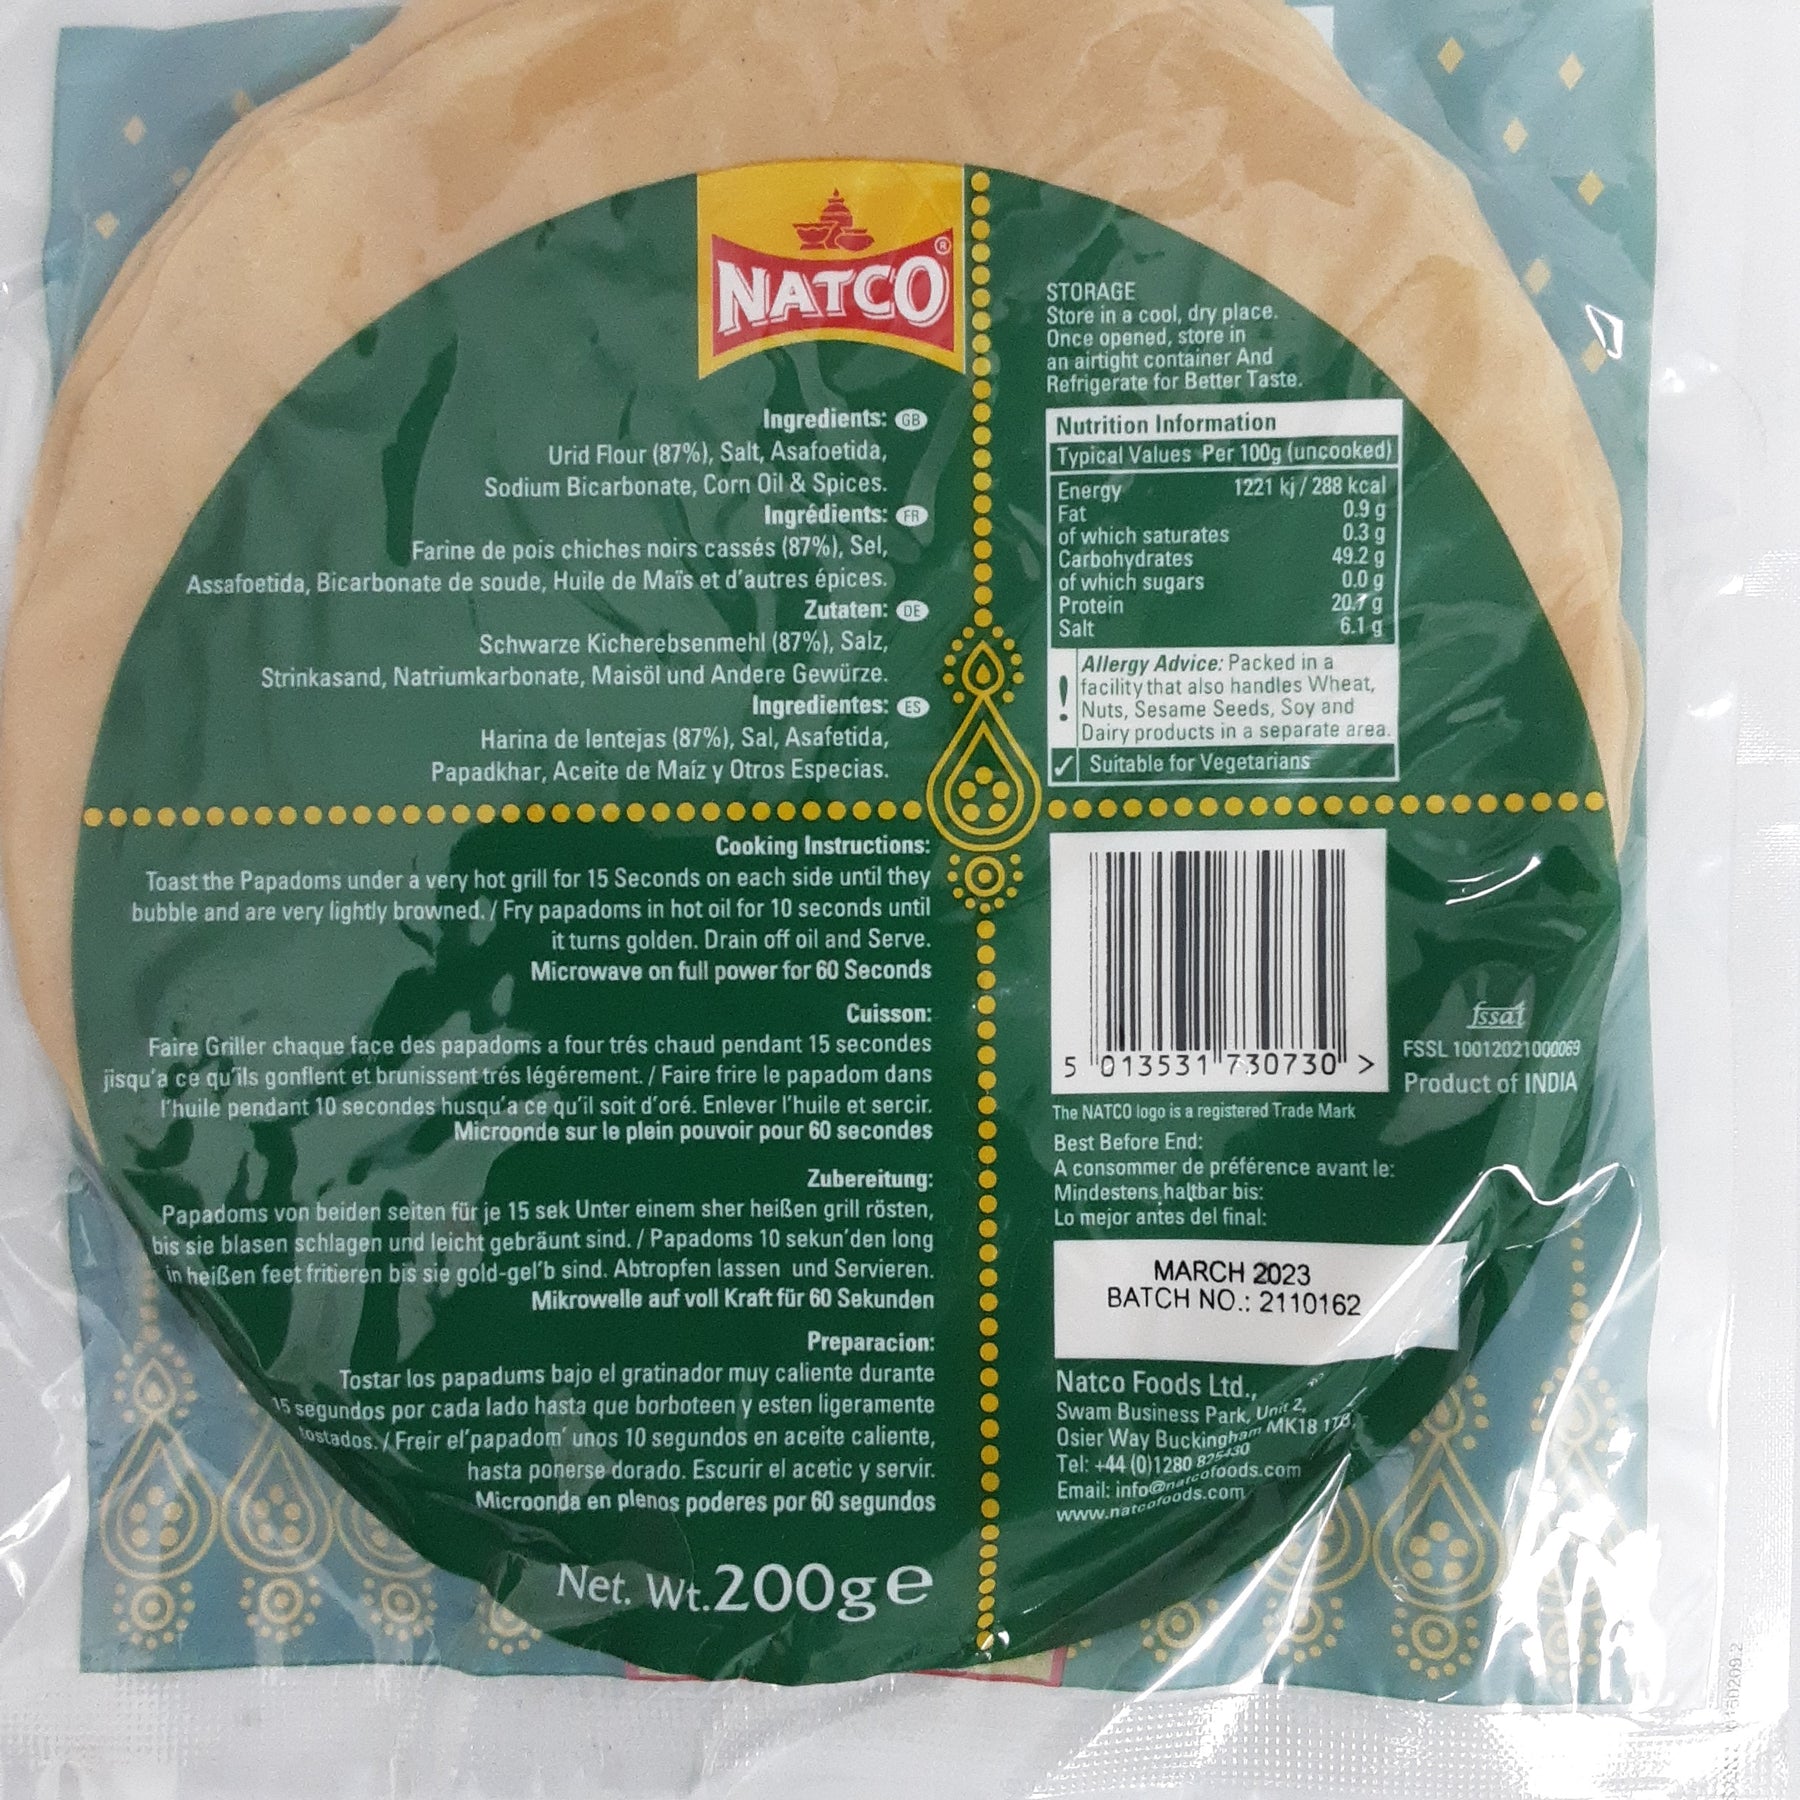 NATCO®
Ingredients: GB
Urid Flour (87%), Salt, Asafoetida,
Sodium Bicarbonate, Corn Oil & Spices.
Ingrédients: FR
Farine de pois chiches noirs cassés (87%), Sel,
Assafoetida, Bicarbonate de soude, Huile de Maïs et d'autres épices.
Zutaten: DE
Schwarze Kicherebsenmehl (87%), Salz,
Strinkasand, Natriumkarbonate, Maisöl und Andere Gewürze.
Ingredientes: ES
Harina de lentejas (87%), Sal, Asafetida,
Papadkhar, Aceite de Maíz y Otros Especias.
STORAGE
Store in a cool, dry place.
Once opened, store in
an airtight container And
Refrigerate for Better Taste.
Nutrition Information
Typical Values Per 100g (uncooked)
Energy 1221 kj / 288 kcal
Fat 0.9 g
of which saturates 0.3 g
Carbohydrates 49.2 g
of which sugars 0.0 g
Protein 20.7 g
Salt 6.1 g
! Allergy Advice: Packed in a
facility that also handles Wheat,
Nuts, Sesame Seeds, Soy and
Dairy products in a separate area.
✓ Suitable for Vegetarians
Cooking Instructions:
Toast the Papadoms under a very hot grill for 15 Seconds on each side until they
bubble and are very lightly browned. / Fry papadoms in hot oil for 10 seconds until
it turns golden. Drain off oil and Serve.
Microwave on full power for 60 Seconds
Cuisson:
Faire Griller chaque face des papadoms a four trés chaud pendant 15 secondes
jisqu'a ce qu'ils gonflent et brunissent trés légérement. / Faire frire le papadom dans
l'huile pendant 10 secondes husqu'a ce qu'il soit d'oré. Enlever l'huile et sercir.
Microonde sur le plein pouvoir pour 60 secondes
Zubereitung:
Papadoms von beiden seiten für je 15 sek Unter einem sher heißen grill rösten,
bis sie blasen schlagen und leicht gebräunt sind. / Papadoms 10 sekun'den long
in heißen feet fritieren bis sie gold-gel'b sind. Abtropfen lassen und Servieren.
Mikrowelle auf voll Kraft für 60 Sekunden
Preparacion:
Tostar los papadums bajo el gratinador muy caliente durante
15 segundos por cada lado hasta que borboteen y esten ligeramente
tostados. / Freir el'papadom' unos 10 segundos en aceite caliente,
hasta ponerse dorado. Escurir el acetic y servir.
Microonda en plenos poderes por 60 segundos
Net. Wt.200g e
5 013531 730730 >
fssai
FSSL 10012021000069
Product of INDIA
The NATCO logo is a registered Trade Mark
Best Before End:
A consommer de préférence avant le:
Mindestens haltbar bis:
Lo mejor antes del final:
MARCH 2023
BATCH NO.: 2110162
Natco Foods Ltd.,
Swam Business Park, Unit 2,
Osier Way Buckingham MK18
Tel: +44 (0)1280 825430
Email: info@natcofoods.com
www.natcofoods.com